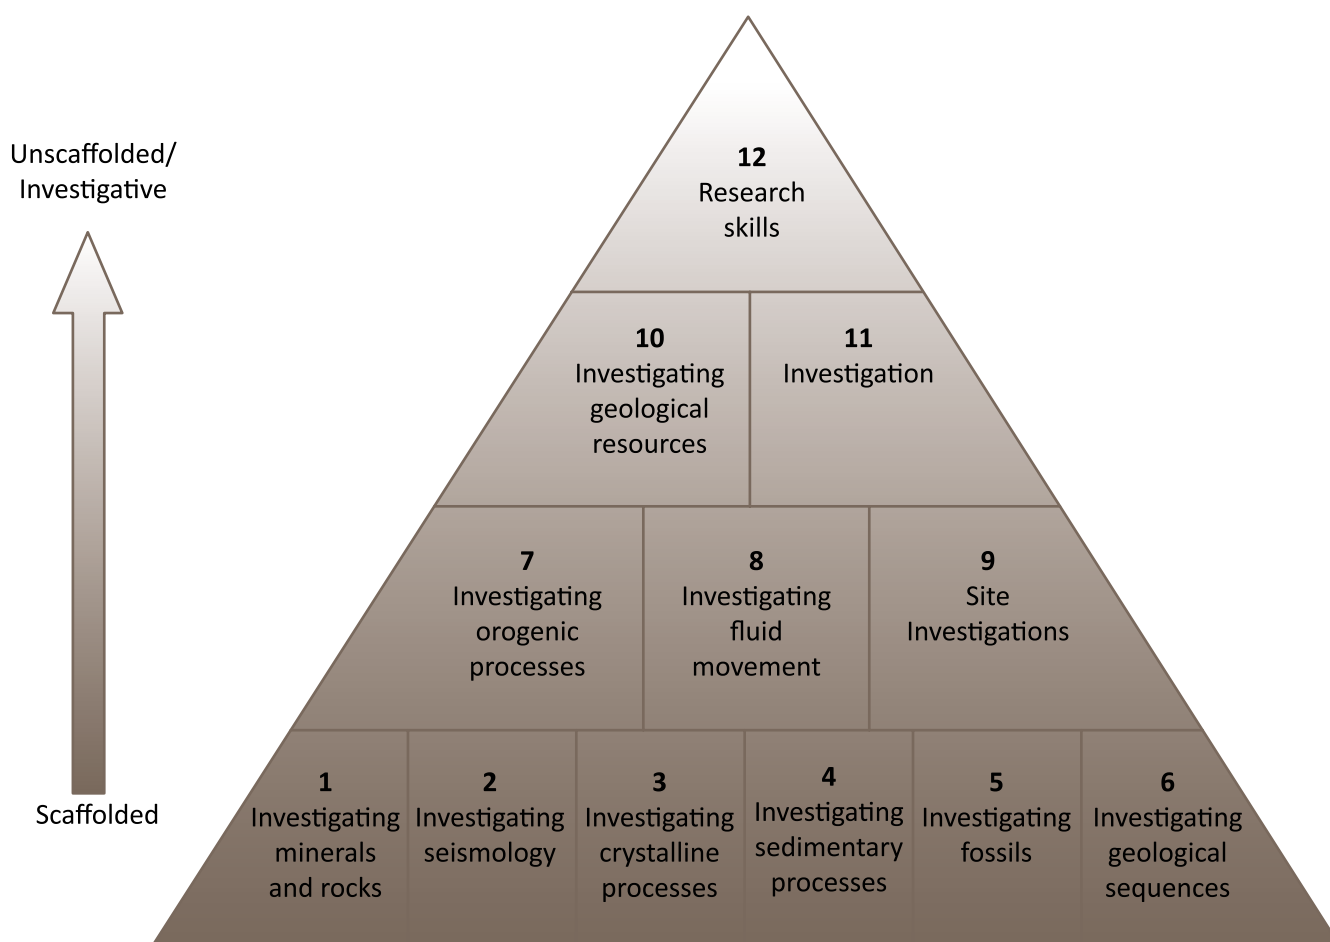 Unscaffolded/
Investigative
Scaffolded
12
Research
skills
10
Investigating
geological
resources
11
Investigation
7
Investigating
orogenic
processes
8
Investigating
fluid
movement
9
Site
Investigations
1
Investigating
minerals
and rocks
2
Investigating
seismology
3
Investigating
crystalline
processes
4
Investigating
sedimentary
processes
5
Investigating
fossils
6
Investigating
geological
sequences